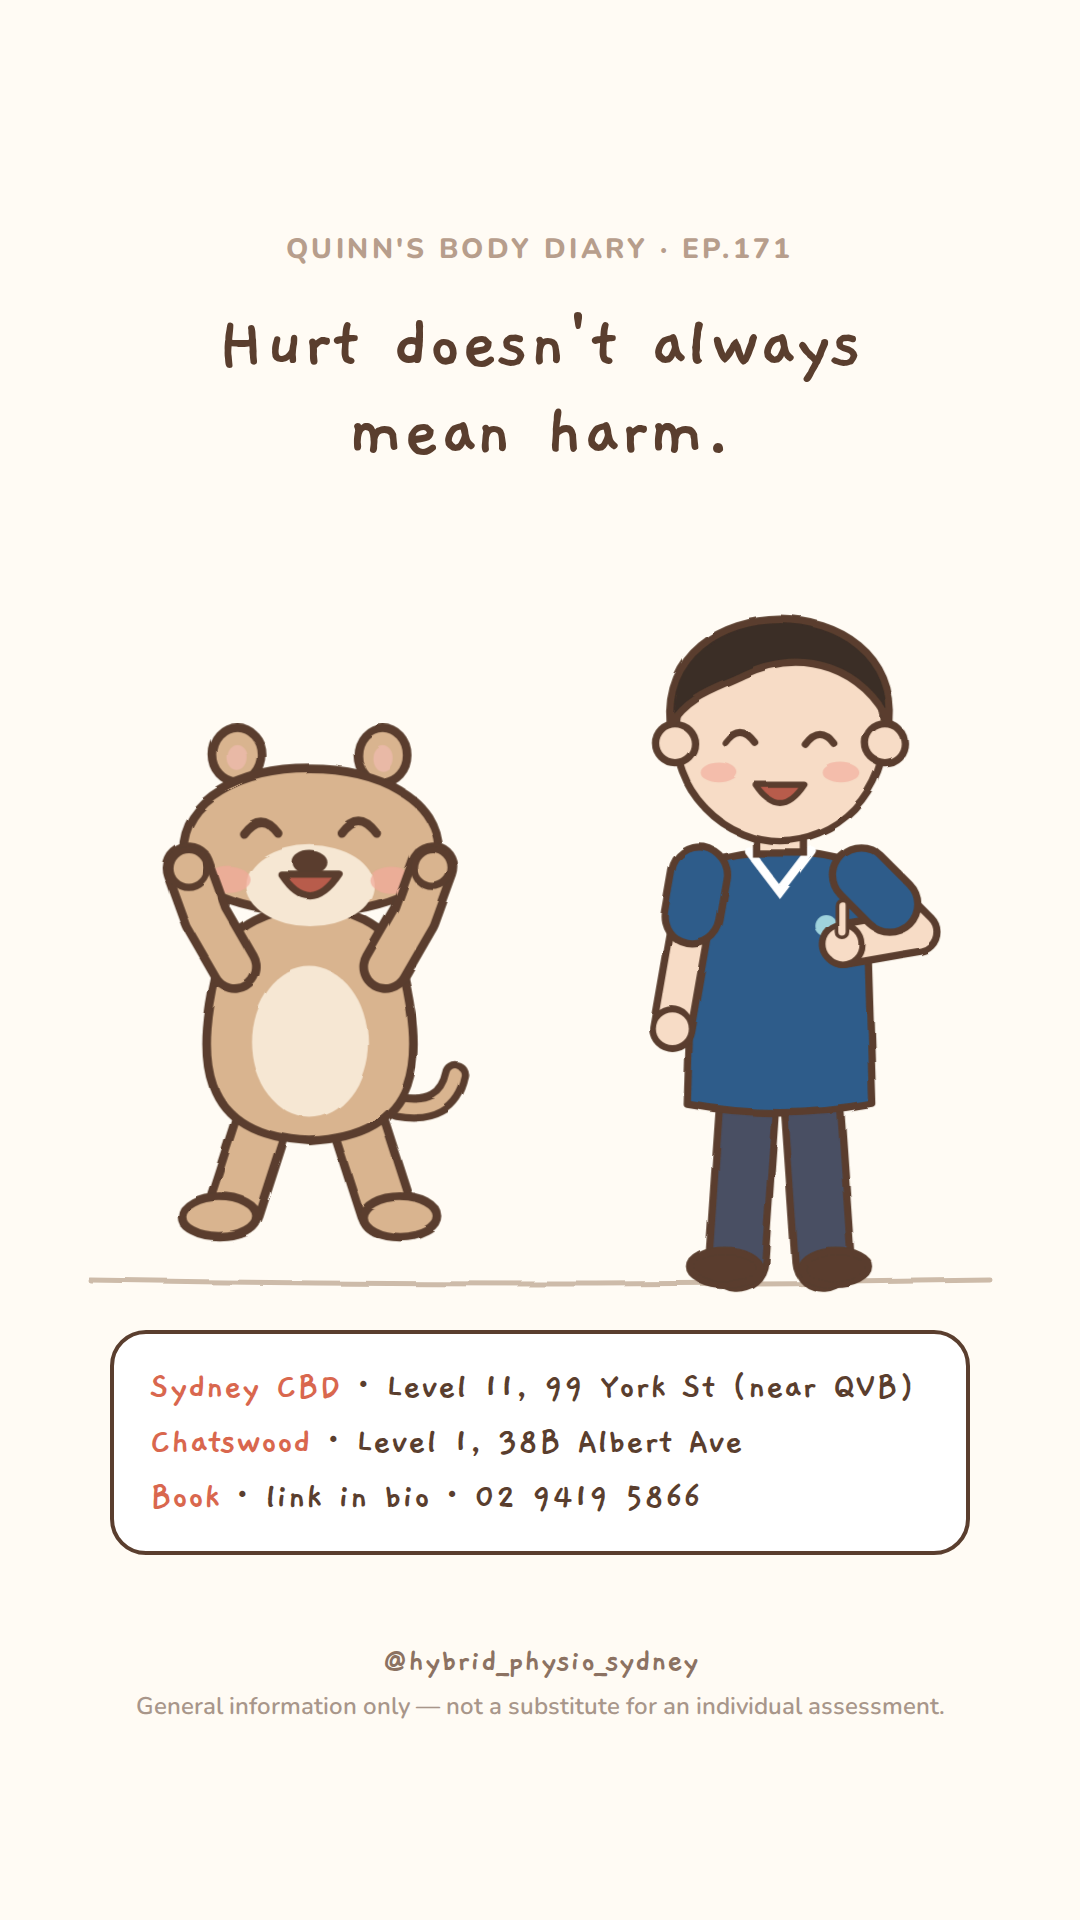 QUINN'S BODY DIARY · EP.171
Hurt doesn't always
mean harm.
Sydney CBD · Level 11, 99 York St (near QVB)
Chatswood · Level 1, 38B Albert Ave
Book · link in bio · 02 9419 5866
@hybrid_physio_sydney
General information only — not a substitute for an individual assessment.